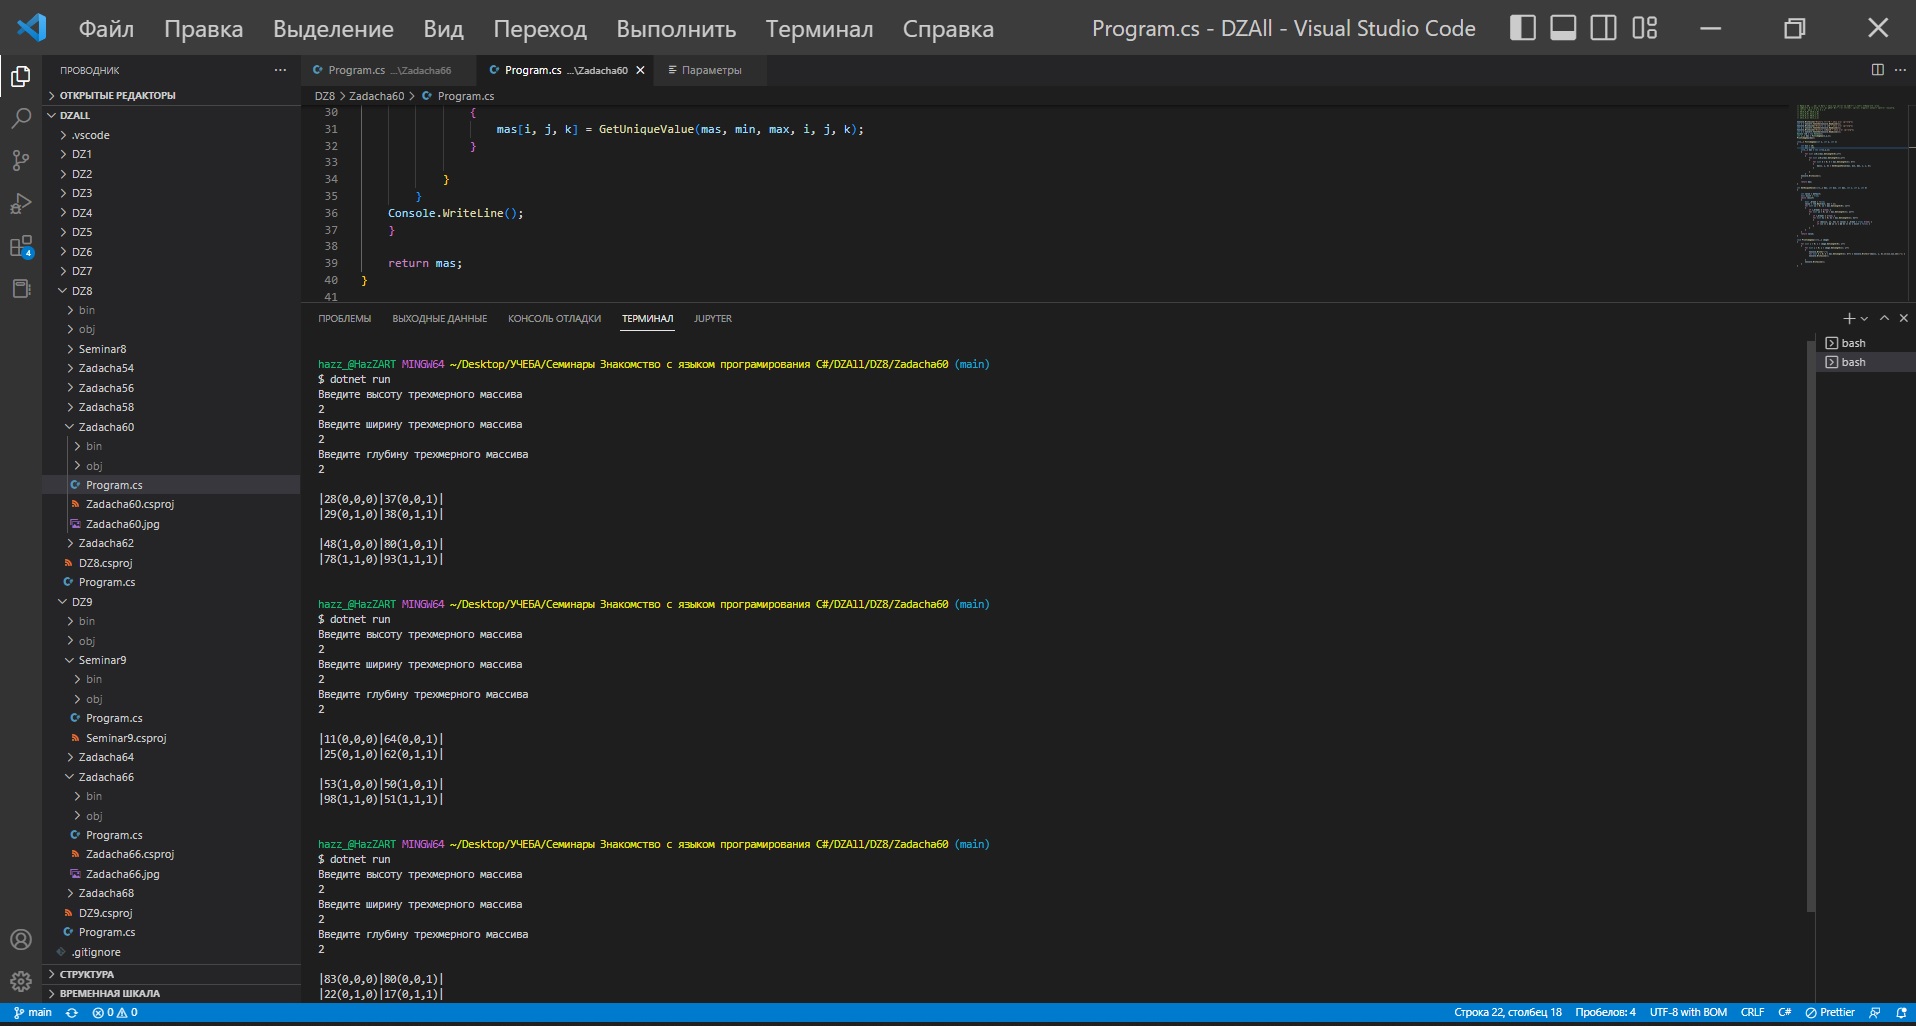 Файл Правка Выделение Вид Переход Выполнить Терминал Справка Program.cs - DZAll - Visual Studio Code
ПРОВОДНИК
ОТКРЫТЫЕ РЕДАКТОРЫ
DZALL
.vscode
DZ1
DZ2
DZ3
DZ4
DZ5
DZ6
DZ7
DZ8
bin
obj
Seminar8
Zadacha54
Zadacha56
Zadacha58
Zadacha60
bin
obj
Program.cs
Zadacha60.csproj
Zadacha60.jpg
Zadacha62
DZ8.csproj
Program.cs
DZ9
bin
obj
Seminar9
bin
obj
Program.cs
Seminar9.csproj
Zadacha64
Zadacha66
bin
obj
Program.cs
Zadacha66.csproj
Zadacha66.jpg
Zadacha68
DZ9.csproj
Program.cs
.gitignore
СТРУКТУРА
ВРЕМЕННАЯ ШКАЛА
4
Program.cs ...\Zadacha66 Program.cs ...\Zadacha60 Параметры
DZ8 > Zadacha60 > Program.cs
30 {
31 mas[i, j, k] = GetUniqueValue(mas, min, max, i, j, k);
32 }
33
34 }
35 }
36 Console.WriteLine();
37 }
38
39 return mas;
40 }
41
ПРОБЛЕМЫ ВЫХОДНЫЕ ДАННЫЕ КОНСОЛЬ ОТЛАДКИ ТЕРМИНАЛ JUPYTER
bash
bash
hazz_@HazZART MINGW64 ~/Desktop/УЧЕБА/Семинары Знакомство с языком програмирования C#/DZAll/DZ8/Zadacha60 (main)
$ dotnet run
Введите высоту трехмерного массива
2
Введите ширину трехмерного массива
2
Введите глубину трехмерного массива
2
|28(0,0,0)|37(0,0,1)|
|29(0,1,0)|38(0,1,1)|
|48(1,0,0)|80(1,0,1)|
|78(1,1,0)|93(1,1,1)|
hazz_@HazZART MINGW64 ~/Desktop/УЧЕБА/Семинары Знакомство с языком програмирования C#/DZAll/DZ8/Zadacha60 (main)
$ dotnet run
Введите высоту трехмерного массива
2
Введите ширину трехмерного массива
2
Введите глубину трехмерного массива
2
|11(0,0,0)|64(0,0,1)|
|25(0,1,0)|62(0,1,1)|
|53(1,0,0)|50(1,0,1)|
|98(1,1,0)|51(1,1,1)|
hazz_@HazZART MINGW64 ~/Desktop/УЧЕБА/Семинары Знакомство с языком програмирования C#/DZAll/DZ8/Zadacha60 (main)
$ dotnet run
Введите высоту трехмерного массива
2
Введите ширину трехмерного массива
2
Введите глубину трехмерного массива
2
|83(0,0,0)|80(0,0,1)|
|22(0,1,0)|17(0,1,1)|
main 0 0 Строка 22, столбец 18 Пробелов: 4 UTF-8 with BOM CRLF C# Prettier